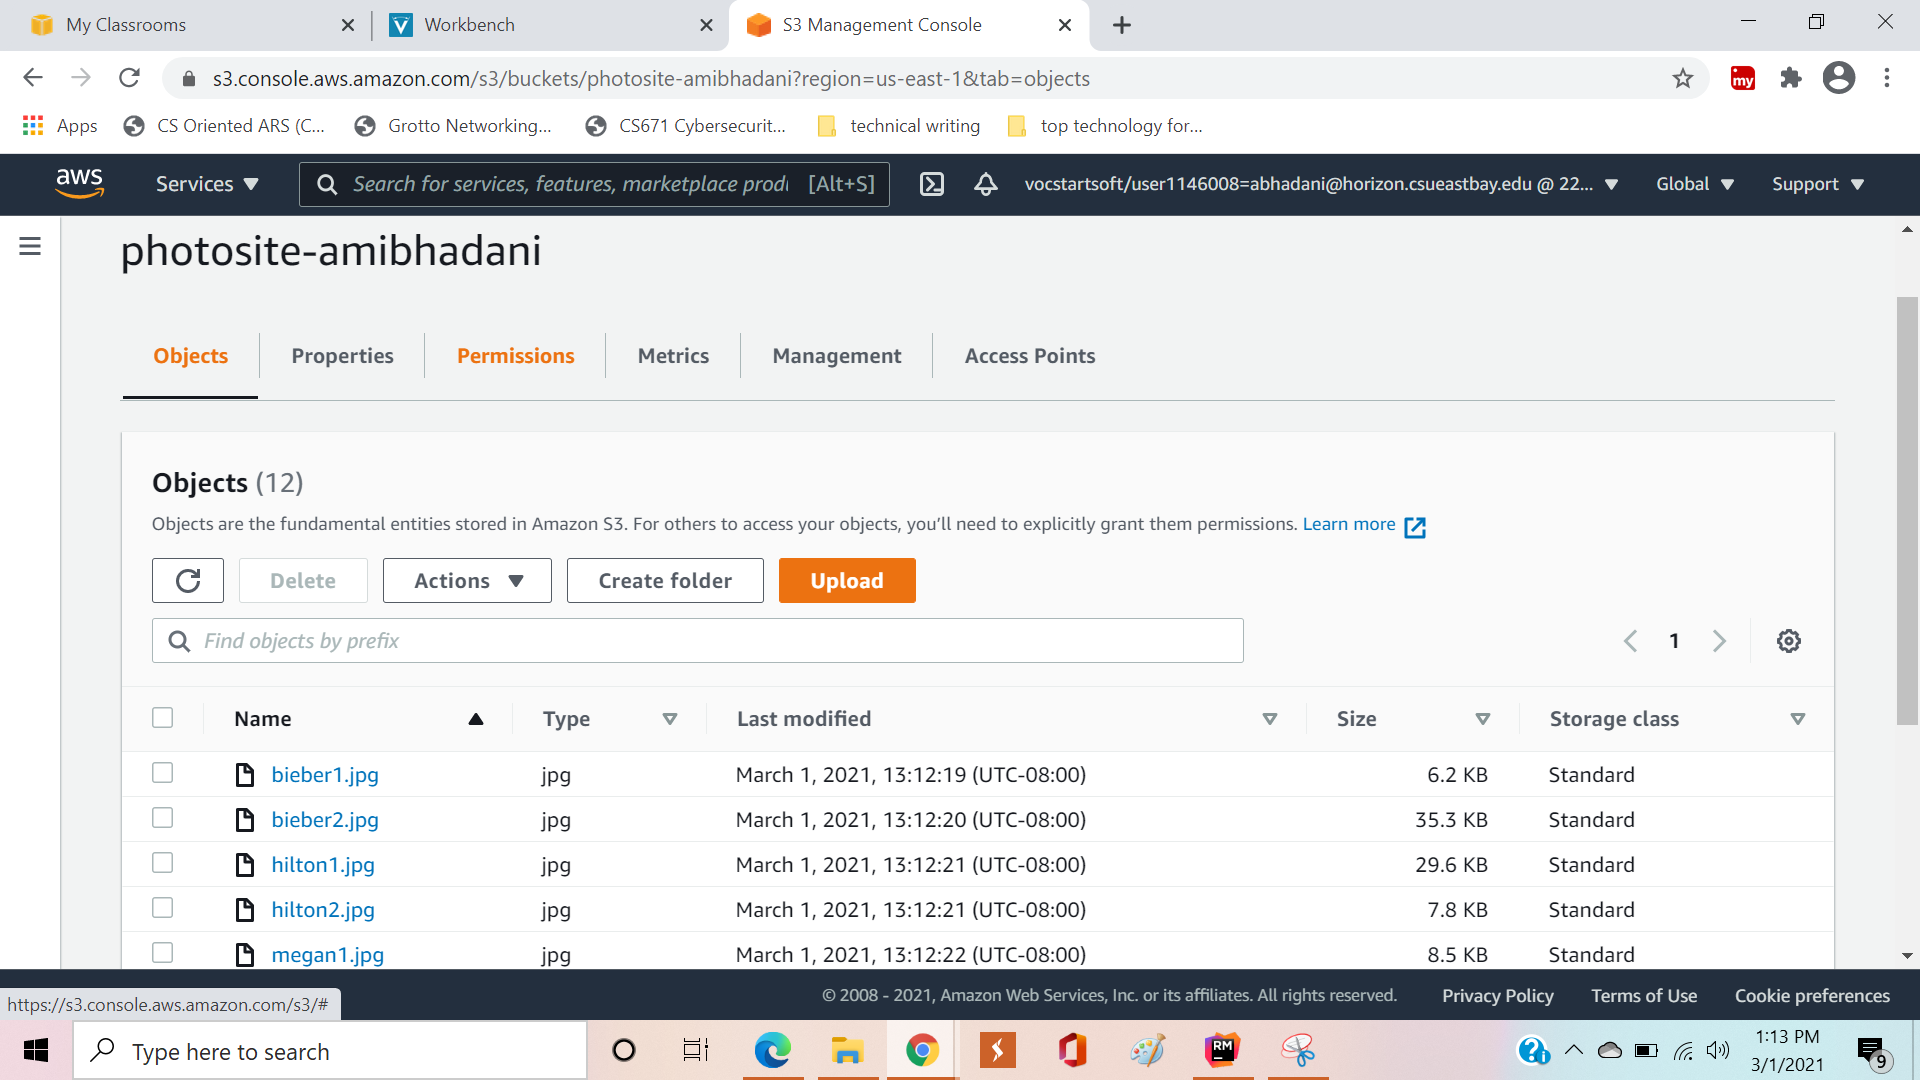 My Classrooms
Workbench
S3 Management Console
s3.console.aws.amazon.com/s3/buckets/photosite-amibhadani?region=us-east-1&tab=objects
my
Apps
CS Oriented ARS (C...
Grotto Networking...
CS671 Cybersecurit...
technical writing
top technology for...
aws
Services
Search for services, features, marketplace prod
[Alt+S]
vocstartsoft/user1146008=abhadani@horizon.csueastbay.edu @ 22...
Global
Support
photosite-amibhadani
Objects
Properties
Permissions
Metrics
Management
Access Points
Objects (12)
Objects are the fundamental entities stored in Amazon S3. For others to access your objects, you'll need to explicitly grant them permissions. Learn more
Delete
Actions
Create folder
Upload
Find objects by prefix
1
Name Type Last modified Size Storage class
bieber1.jpg jpg March 1, 2021, 13:12:19 (UTC-08:00) 6.2 KB Standard
bieber2.jpg jpg March 1, 2021, 13:12:20 (UTC-08:00) 35.3 KB Standard
hilton1.jpg jpg March 1, 2021, 13:12:21 (UTC-08:00) 29.6 KB Standard
hilton2.jpg jpg March 1, 2021, 13:12:21 (UTC-08:00) 7.8 KB Standard
megan1.jpg jpg March 1, 2021, 13:12:22 (UTC-08:00) 8.5 KB Standard
https://s3.console.aws.amazon.com/s3/#
© 2008 - 2021, Amazon Web Services, Inc. or its affiliates. All rights reserved.
Privacy Policy
Terms of Use
Cookie preferences
Type here to search
RM
1:13 PM
3/1/2021
9